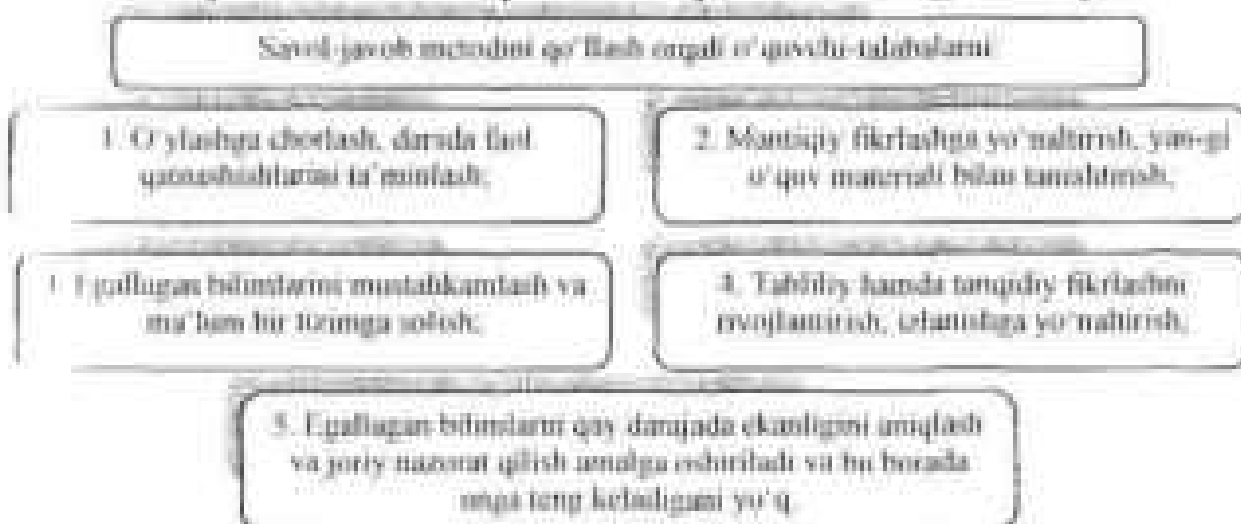 Savol-javob metodini qo‘llash orqali o‘quvchi-talabalarni
1. O‘ylashga chorlash, darsda faol
qatnashishlarini ta’minlash;
2. Mantiqiy fikrlashga yo‘naltirish, yan-gi
o‘quv materiali bilan tanishtirish;
Egallagan bilimlarini mustahkamlash va
ma’lum bir tizimga solish;
4. Tahliliy hamda tanqidiy fikrlashni
rivojlantirish, izlanishga yo‘naltirish;
5. Egallagan bilimlarni qay darajada ekanligini aniqlash
va joriy nazorat qilish amalga oshiriladi va bu borada
unga teng keladigani yo‘q